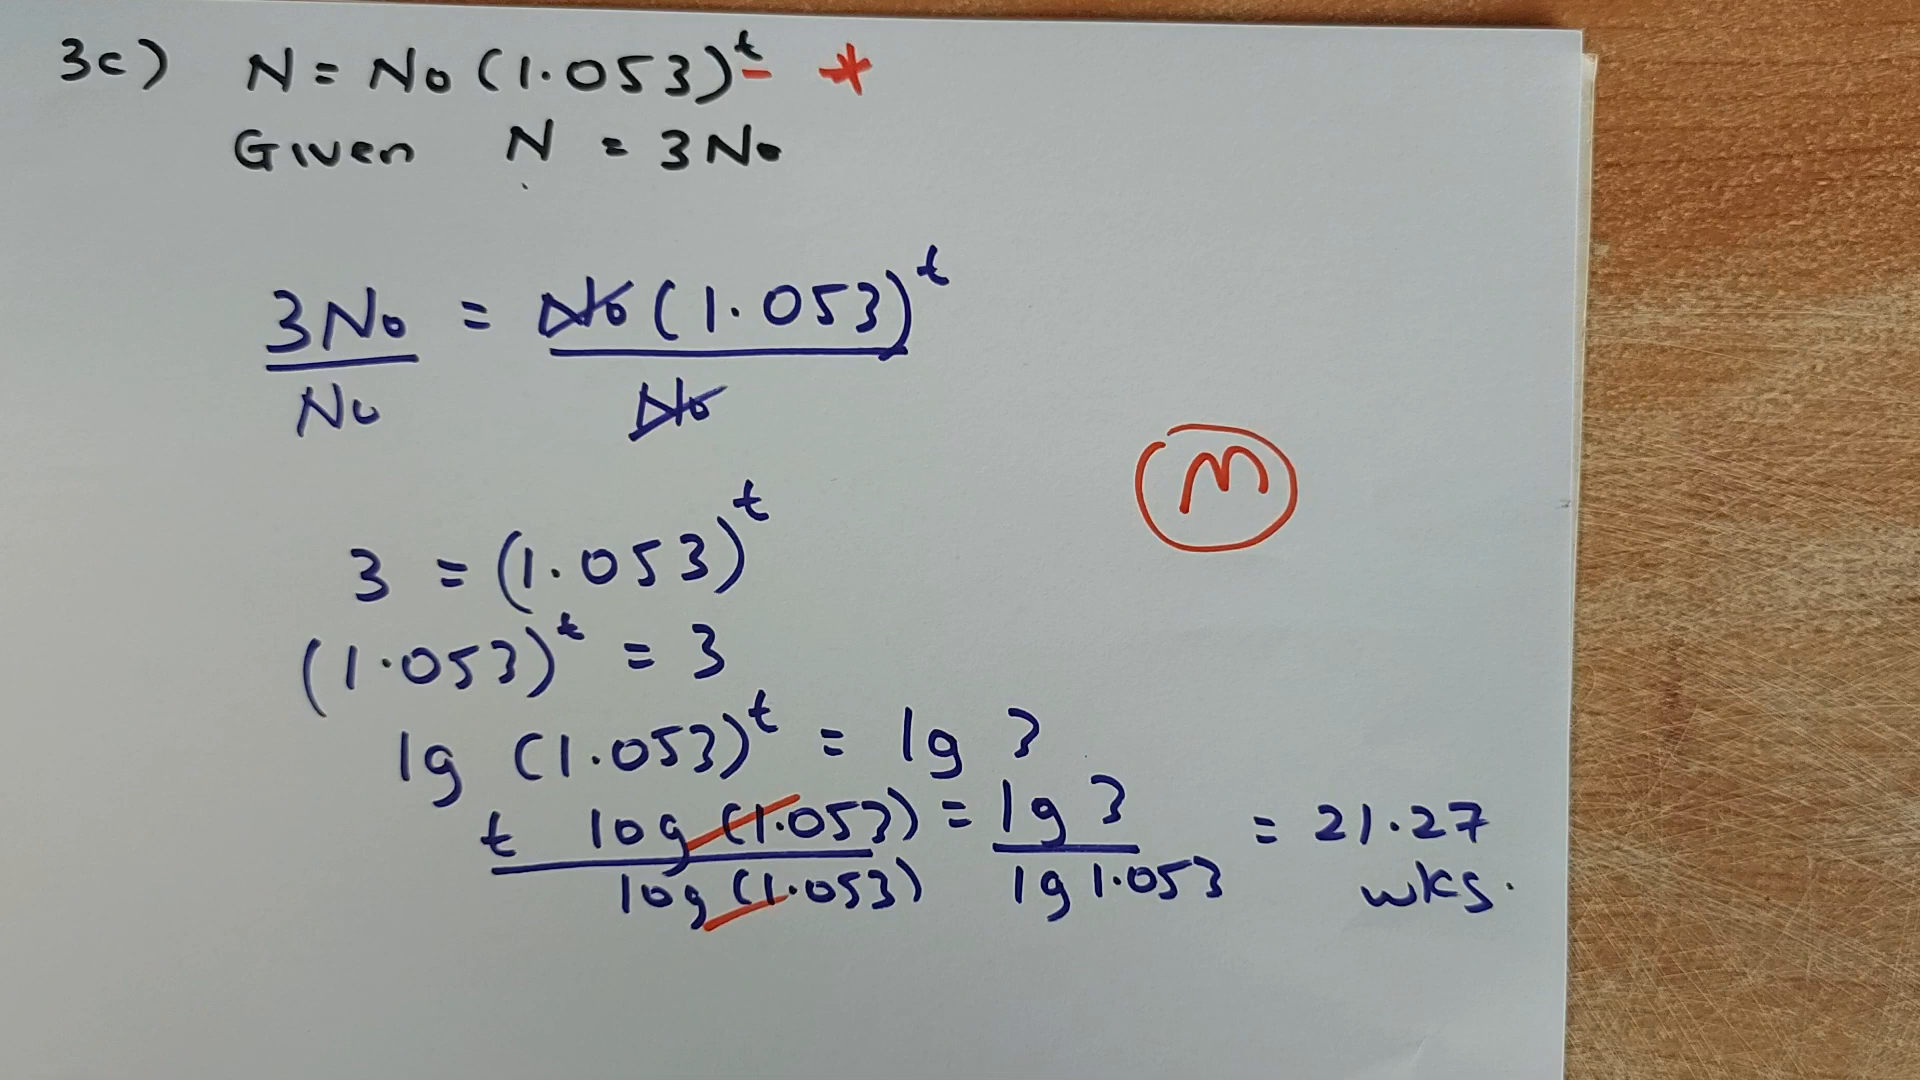 3c) N = No (1.053)^t *
Given N = 3No
3No = No (1.053)^t
No No
3 = (1.053)^t
(1.053)^t = 3
lg (1.053)^t = lg 3
t log (1.053) = lg 3 = 21.27
log (1.053) lg 1.053 wks.
M